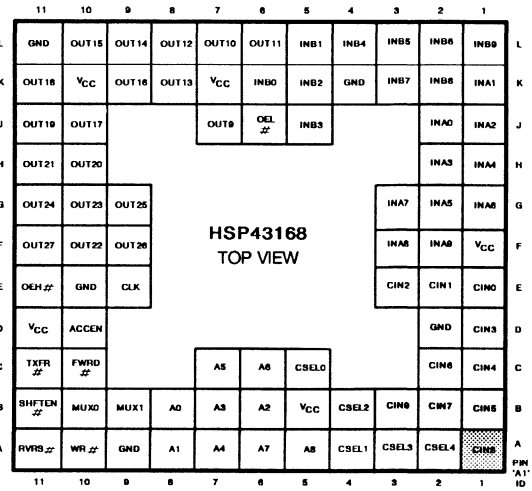 11 10 9 8 7 6 5 4 3 2 1
L GND OUT15 OUT14 OUT12 OUT10 OUT11 INB1 INB4 INB5 INB6 INB9 L
K OUT18 VCC OUT16 OUT13 VCC INB0 INB2 GND INB7 INB8 INA1 K
J OUT19 OUT17 OUT9 OEL # INB3 INA0 INA2 J
H OUT21 OUT20 INA3 INA4 H
G OUT24 OUT23 OUT25 INA7 INA5 INA6 G
HSP43168
F OUT27 OUT22 OUT26 INA8 INA9 VCC F
TOP VIEW
E OEH # GND CLK CIN2 CIN1 CIN0 E
D VCC ACCEN GND CIN3 D
C TXFR # FWRD # A5 A6 CSEL0 CIN6 CIN4 C
B SHFTEN # MUX0 MUX1 A0 A3 A2 VCC CSEL2 CIN9 CIN7 CIN5 B
A RVRS # WR # GND A1 A4 A7 A8 CSEL1 CSEL3 CSEL4 CIN8 A
11 10 9 8 7 6 5 4 3 2 1
PIN
'A1'
ID